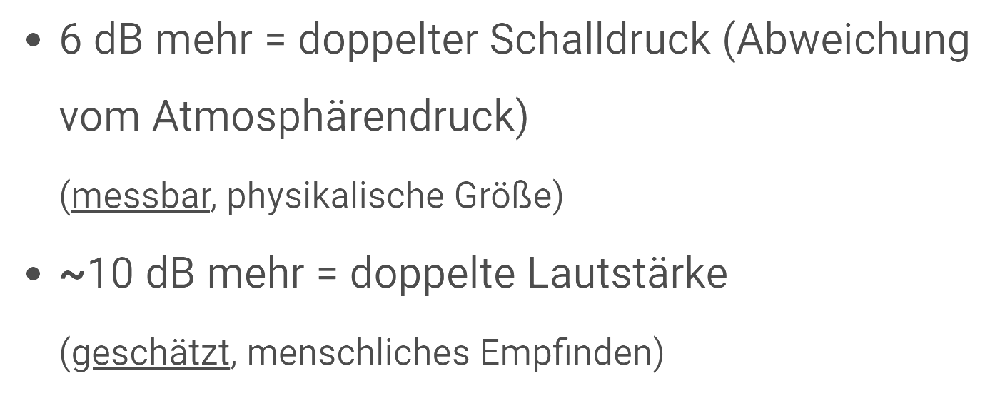 • 6 dB mehr = doppelter Schalldruck (Abweichung
vom Atmosphärendruck)
(messbar, physikalische Größe)
• ~10 dB mehr = doppelte Lautstärke
(geschätzt, menschliches Empfinden)